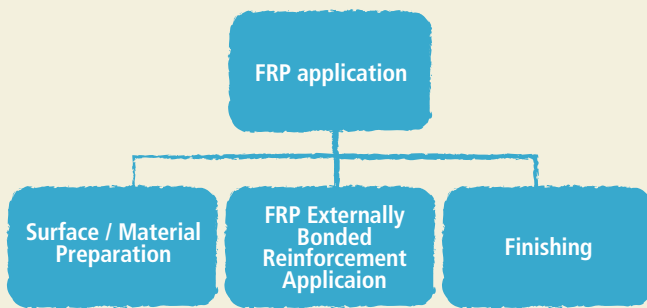 FRP application
Surface / Material
Preparation
FRP Externally
Bonded
Reinforcement
Applicaion
Finishing